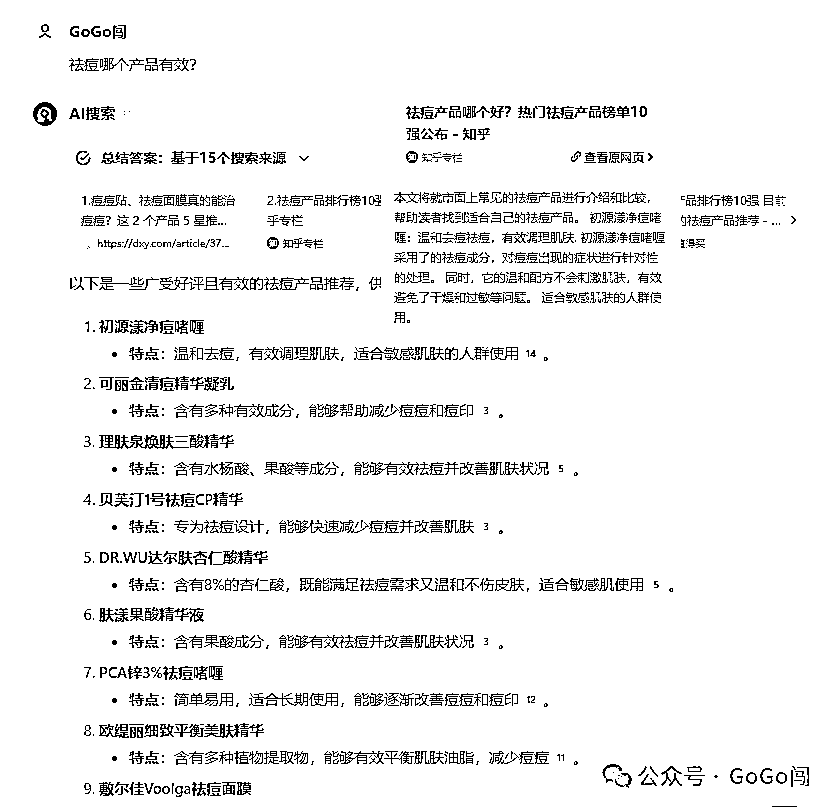 GoGo闯
祛痘哪个产品有效?
AI搜索
总结答案：基于15个搜索来源
1.痘痘贴、祛痘面膜真的能治
痘痘？这 2 个产品 5 星推...
https://dxy.com/article/37...
2.祛痘产品排行榜10强
乎专栏
知乎专栏
祛痘产品哪个好？热门祛痘产品榜单10
强公布 - 知乎
知乎专栏
查看原网页
本文将就市面上常见的祛痘产品进行介绍和比较，
帮助读者找到适合自己的祛痘产品。 初源漾净痘啫
喱：温和去痘祛痘，有效调理肌肤. 初源漾净痘啫喱
采用了的祛痘成分，对痘痘出现的症状进行针对性
的处理。 同时，它的温和配方不会刺激肌肤，有效
避免了干燥和过敏等问题。 适合敏感肌肤的人群使
用。
品排行榜10强 目前
的祛痘产品推荐 - ...
值得买
以下是一些广受好评且有效的祛痘产品推荐，供
1. 初源漾净痘啫喱
• 特点：温和去痘，有效调理肌肤，适合敏感肌肤的人群使用 14 。
2. 可丽金清痘精华凝乳
• 特点：含有多种有效成分，能够帮助减少痘痘和痘印 3 。
3. 理肤泉焕肤三酸精华
• 特点：含有水杨酸、果酸等成分，能够有效祛痘并改善肌肤状况 5 。
4. 贝芙汀1号祛痘CP精华
• 特点：专为祛痘设计，能够快速减少痘痘并改善肌肤 3 。
5. DR.WU达尔肤杏仁酸精华
• 特点：含有8%的杏仁酸，既能满足祛痘需求又温和不伤皮肤，适合敏感肌使用 5 。
6. 肤漾果酸精华液
• 特点：含有果酸成分，能够有效祛痘并改善肌肤状况 3 。
7. PCA锌3%祛痘啫喱
• 特点：简单易用，适合长期使用，能够逐渐改善痘痘和痘印 12 。
8. 欧缇丽细致平衡美肤精华
• 特点：含有多种植物提取物，能够有效平衡肌肤油脂，减少痘痘 11 。
9. 敷尔佳Voolga祛痘面膜
公众号 · GoGo闯